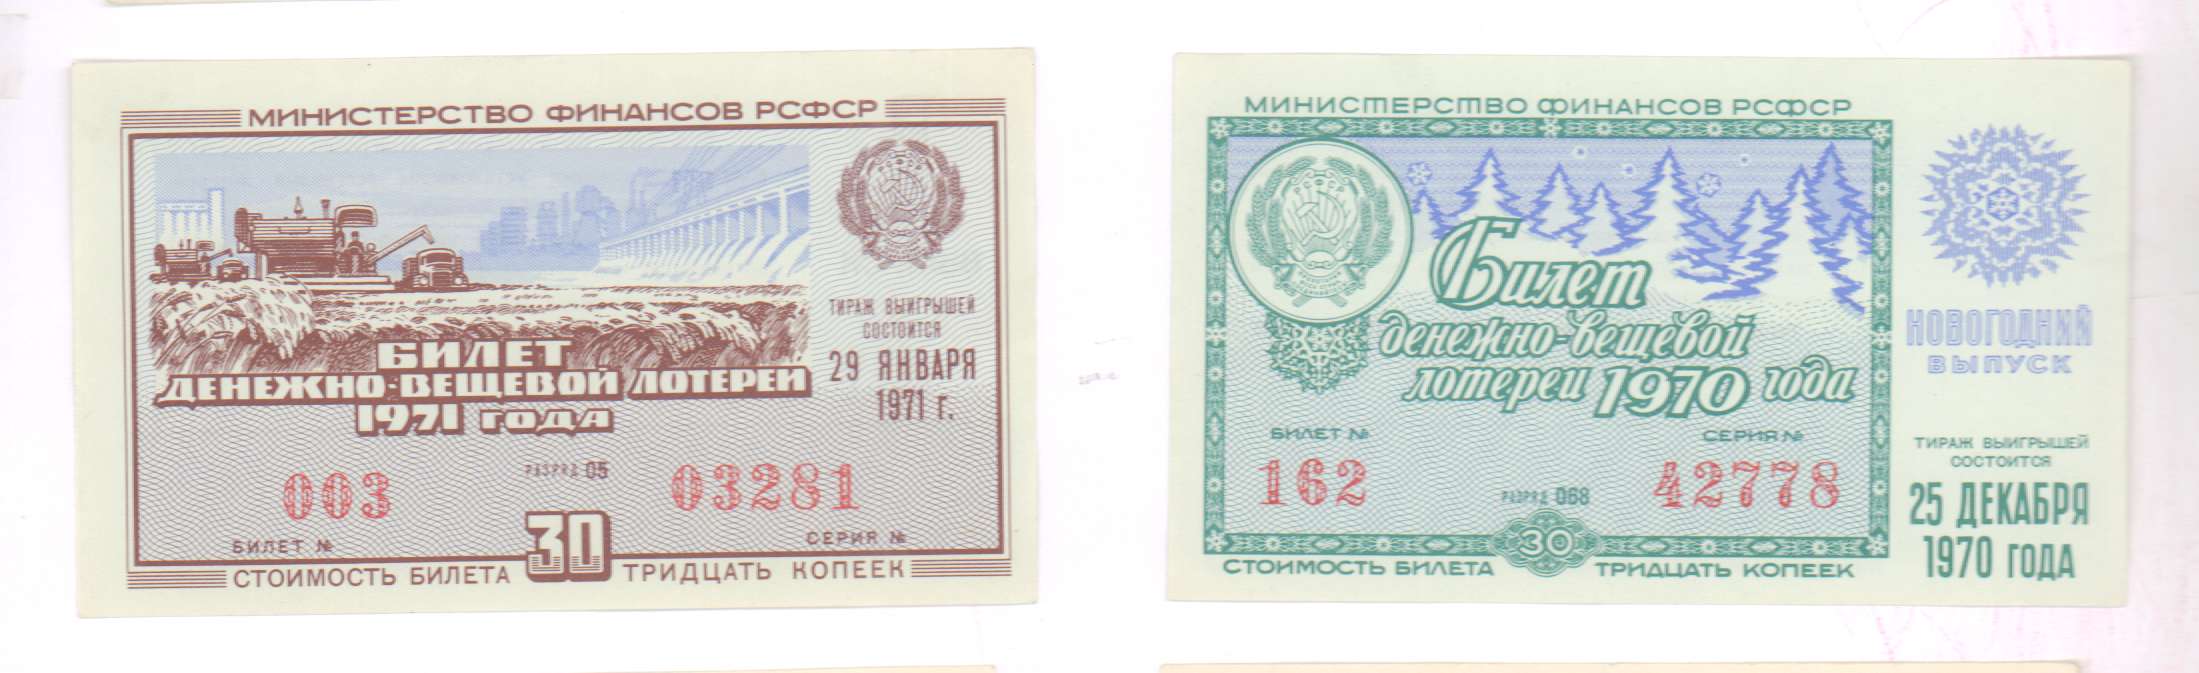 МИНИСТЕРСТВО ФИНАНСОВ РСФСР
ТИРАЖ ВЫИГРЫШЕЙ
СОСТОИТСЯ
29 ЯНВАРЯ
1971 г.
БИЛЕТ
ДЕНЕЖНО-ВЕЩЕВОЙ ЛОТЕРЕИ
1971 ГОДА
РАЗРЯД 05
003 03281
БИЛЕТ № СЕРИЯ №
СТОИМОСТЬ БИЛЕТА 30 ТРИДЦАТЬ КОПЕЕК
МИНИСТЕРСТВО ФИНАНСОВ РСФСР
РСФСР
Билет
денежно-вещевой
лотереи 1970 года
БИЛЕТ № СЕРИЯ №
162 РАЗРЯД 068 42778
30
СТОИМОСТЬ БИЛЕТА ТРИДЦАТЬ КОПЕЕК
НОВОГОДНИЙ
ВЫПУСК
ТИРАЖ ВЫИГРЫШЕЙ
СОСТОИТСЯ
25 ДЕКАБРЯ
1970 ГОДА